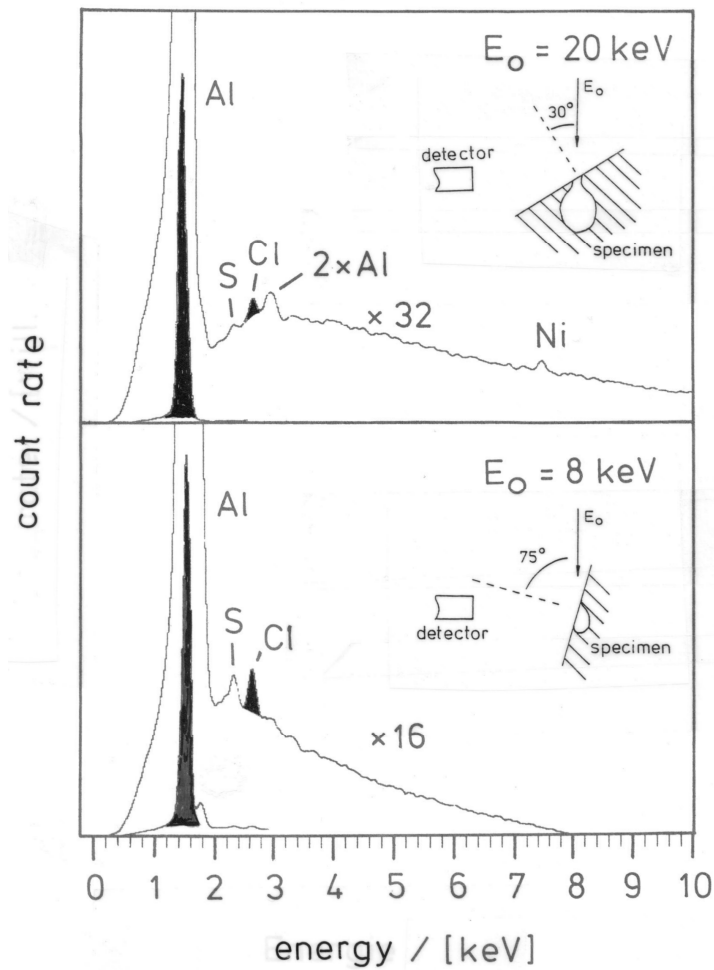 E₀ = 20 keV
Al
E₀
30°
detector
specimen
S Cl 2×Al
× 32
Ni
count / rate
E₀ = 8 keV
Al
E₀
75°
detector
specimen
S Cl
×16
0 1 2 3 4 5 6 7 8 9 10
energy / [keV]